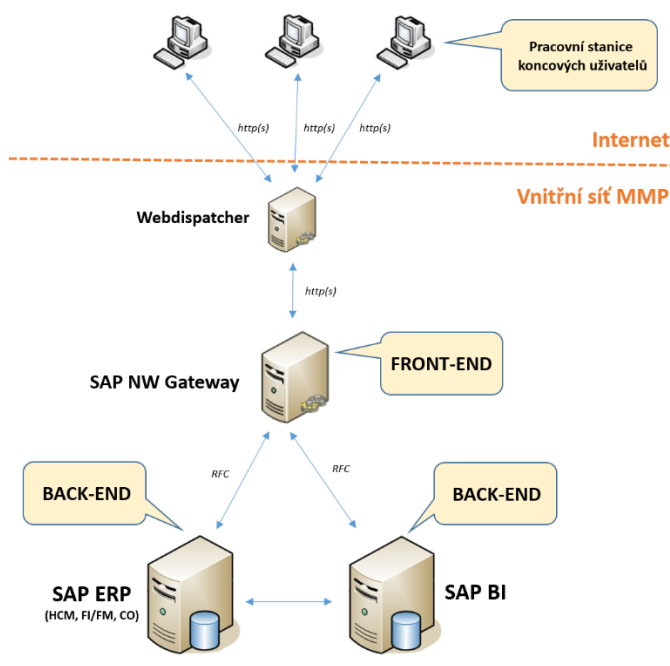 Pracovní stanice
koncových uživatelů
http(s)
http(s)
http(s)
Internet
Vnitřní síť MMP
Webdispatcher
http(s)
FRONT-END
SAP NW Gateway
RFC
RFC
BACK-END
BACK-END
SAP ERP
(HCM, FI/FM, CO)
SAP BI